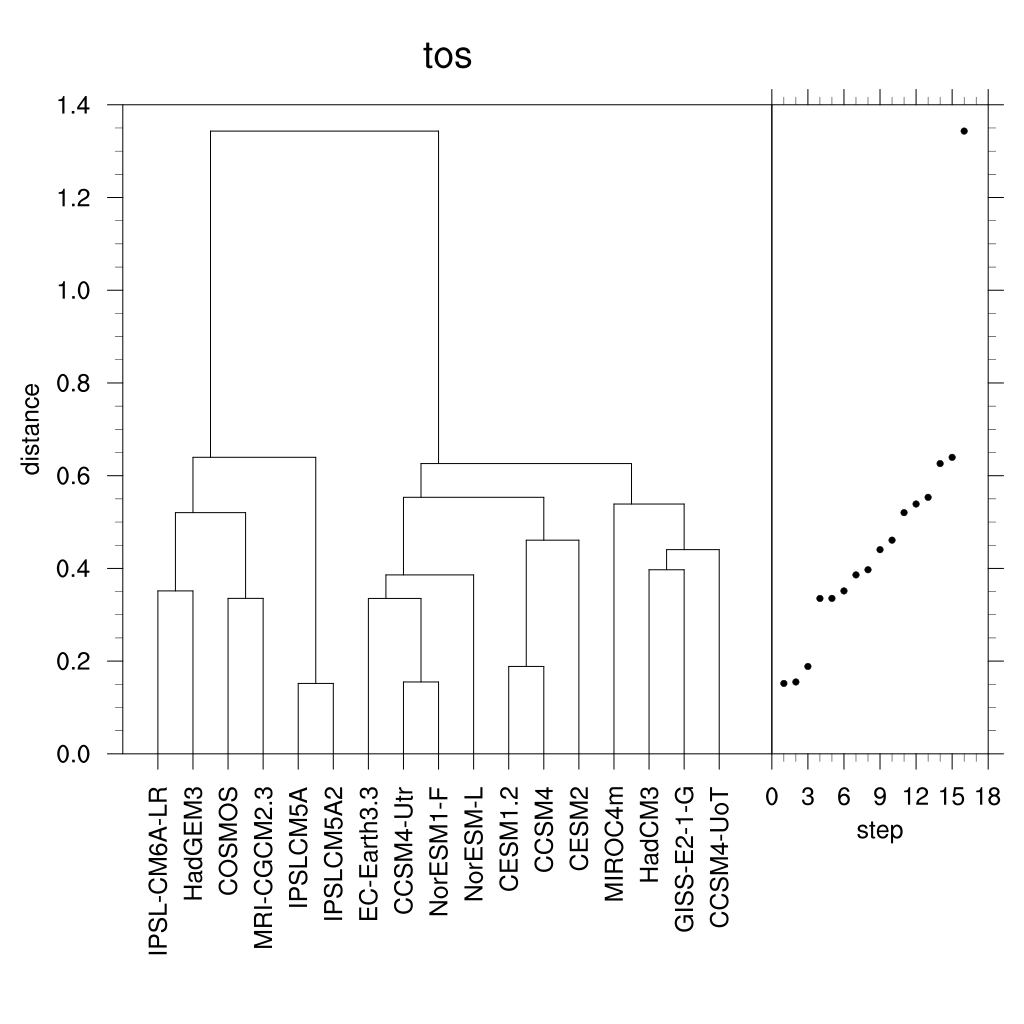 tos
1.4
1.2
1.0
0.8
0.6
0.4
0.2
0.0
distance
IPSL-CM6A-LR
HadGEM3
COSMOS
MRI-CGCM2.3
IPSLCM5A
IPSLCM5A2
EC-Earth3.3
CCSM4-Utr
NorESM1-F
NorESM-L
CESM1.2
CCSM4
CESM2
MIROC4m
HadCM3
GISS-E2-1-G
CCSM4-UoT
0 3 6 9 12 15 18
step